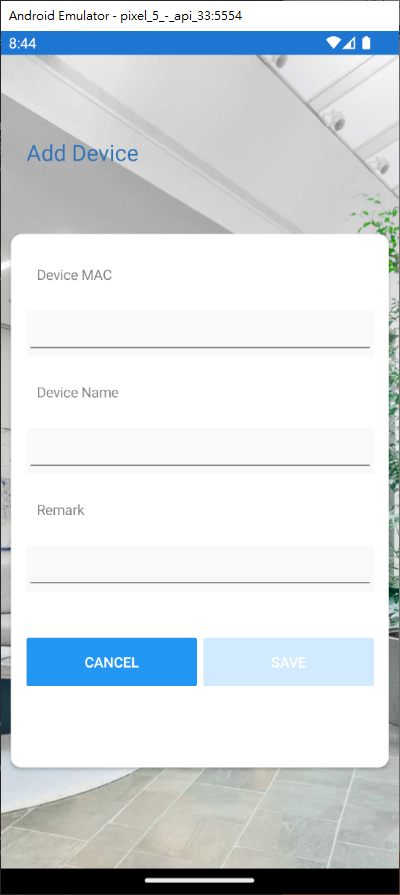 Android Emulator - pixel_5_-_api_33:5554
8:44
Add Device
Device MAC
Device Name
Remark
CANCEL SAVE